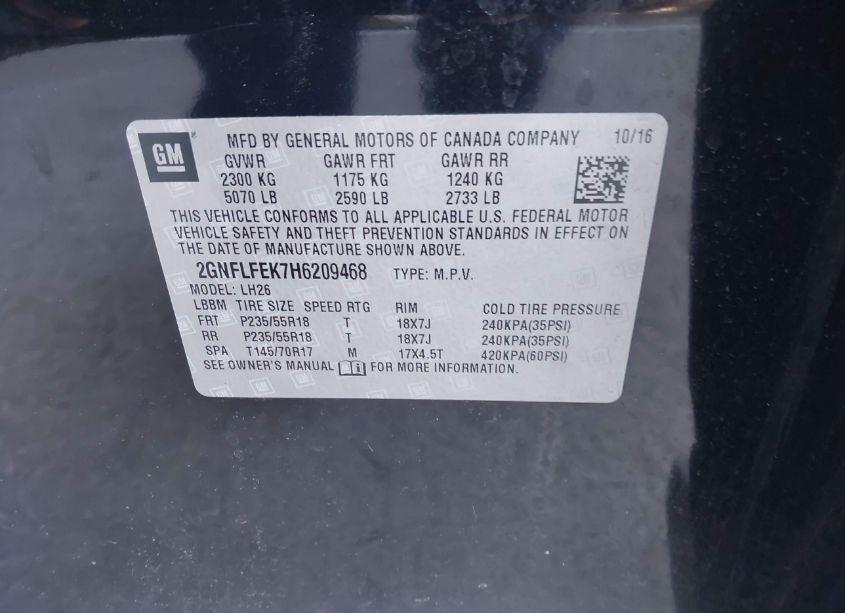 GM MFD BY GENERAL MOTORS OF CANADA COMPANY 10/16
GVWR GAWR FRT GAWR RR
2300 KG 1175 KG 1240 KG
5070 LB 2590 LB 2733 LB
THIS VEHICLE CONFORMS TO ALL APPLICABLE U.S. FEDERAL MOTOR
VEHICLE SAFETY AND THEFT PREVENTION STANDARDS IN EFFECT ON
THE DATE OF MANUFACTURE SHOWN ABOVE.
2GNFLFEK7H6209468 TYPE: M.P.V.
MODEL: LH26
LBBM TIRE SIZE SPEED RTG RIM COLD TIRE PRESSURE
FRT P235/55R18 T 18X7J 240KPA(35PSI)
RR P235/55R18 T 18X7J 240KPA(35PSI)
SPA T145/70R17 M 17X4.5T 420KPA(60PSI)
SEE OWNER'S MANUAL FOR MORE INFORMATION.